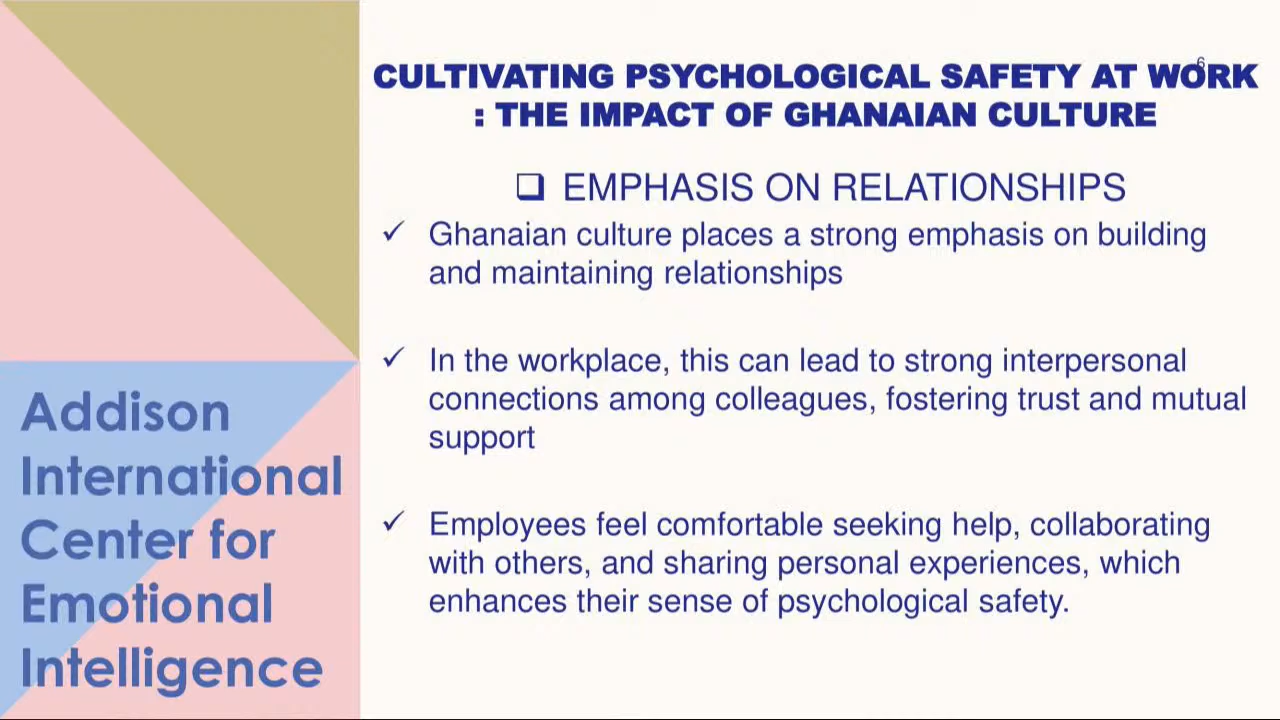 6
CULTIVATING PSYCHOLOGICAL SAFETY AT WORK
: THE IMPACT OF GHANAIAN CULTURE
❑ EMPHASIS ON RELATIONSHIPS
✓ Ghanaian culture places a strong emphasis on building
and maintaining relationships
✓ In the workplace, this can lead to strong interpersonal
connections among colleagues, fostering trust and mutual
support
✓ Employees feel comfortable seeking help, collaborating
with others, and sharing personal experiences, which
enhances their sense of psychological safety.
Addison
International
Center for
Emotional
Intelligence